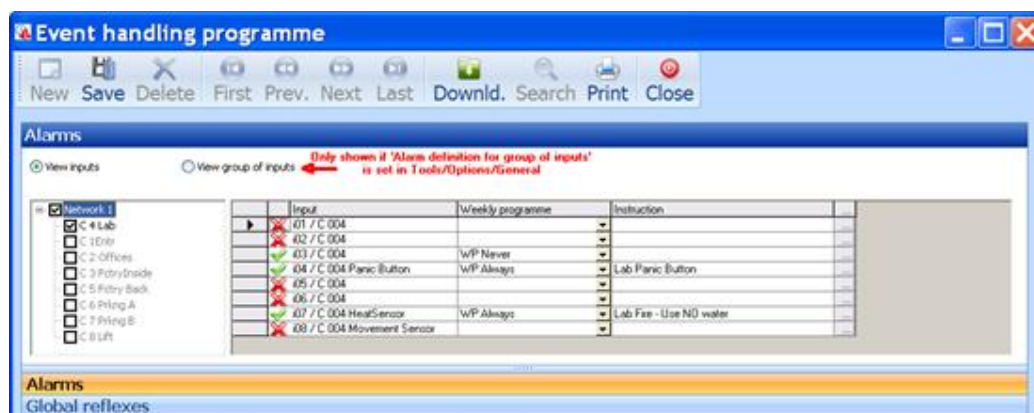 Event handling programme
New Save Delete First Prev. Next Last Downld. Search Print Close
Alarms
View inputs View group of inputs Only shown if 'Alarm definition for group of inputs'
is set in Tools/Options/General
Network 1
C 4 Lab
C 1Entr
C 2 Offices
C 3 FctryInside
C 5 Fctry Back
C 6 Prking A
C 7 Prking B
C 8 Lift
Input Weekly programme Instruction ...
i01 / C 004
i02 / C 004
i03 / C 004 WP Never
i04 / C 004 Panic Button WP Always Lab Panic Button
i05 / C 004
i06 / C 004
i07 / C 004 HeatSensor WP Always Lab Fire - Use NO water
i08 / C 004 Movement Sensor
Alarms
Global reflexes